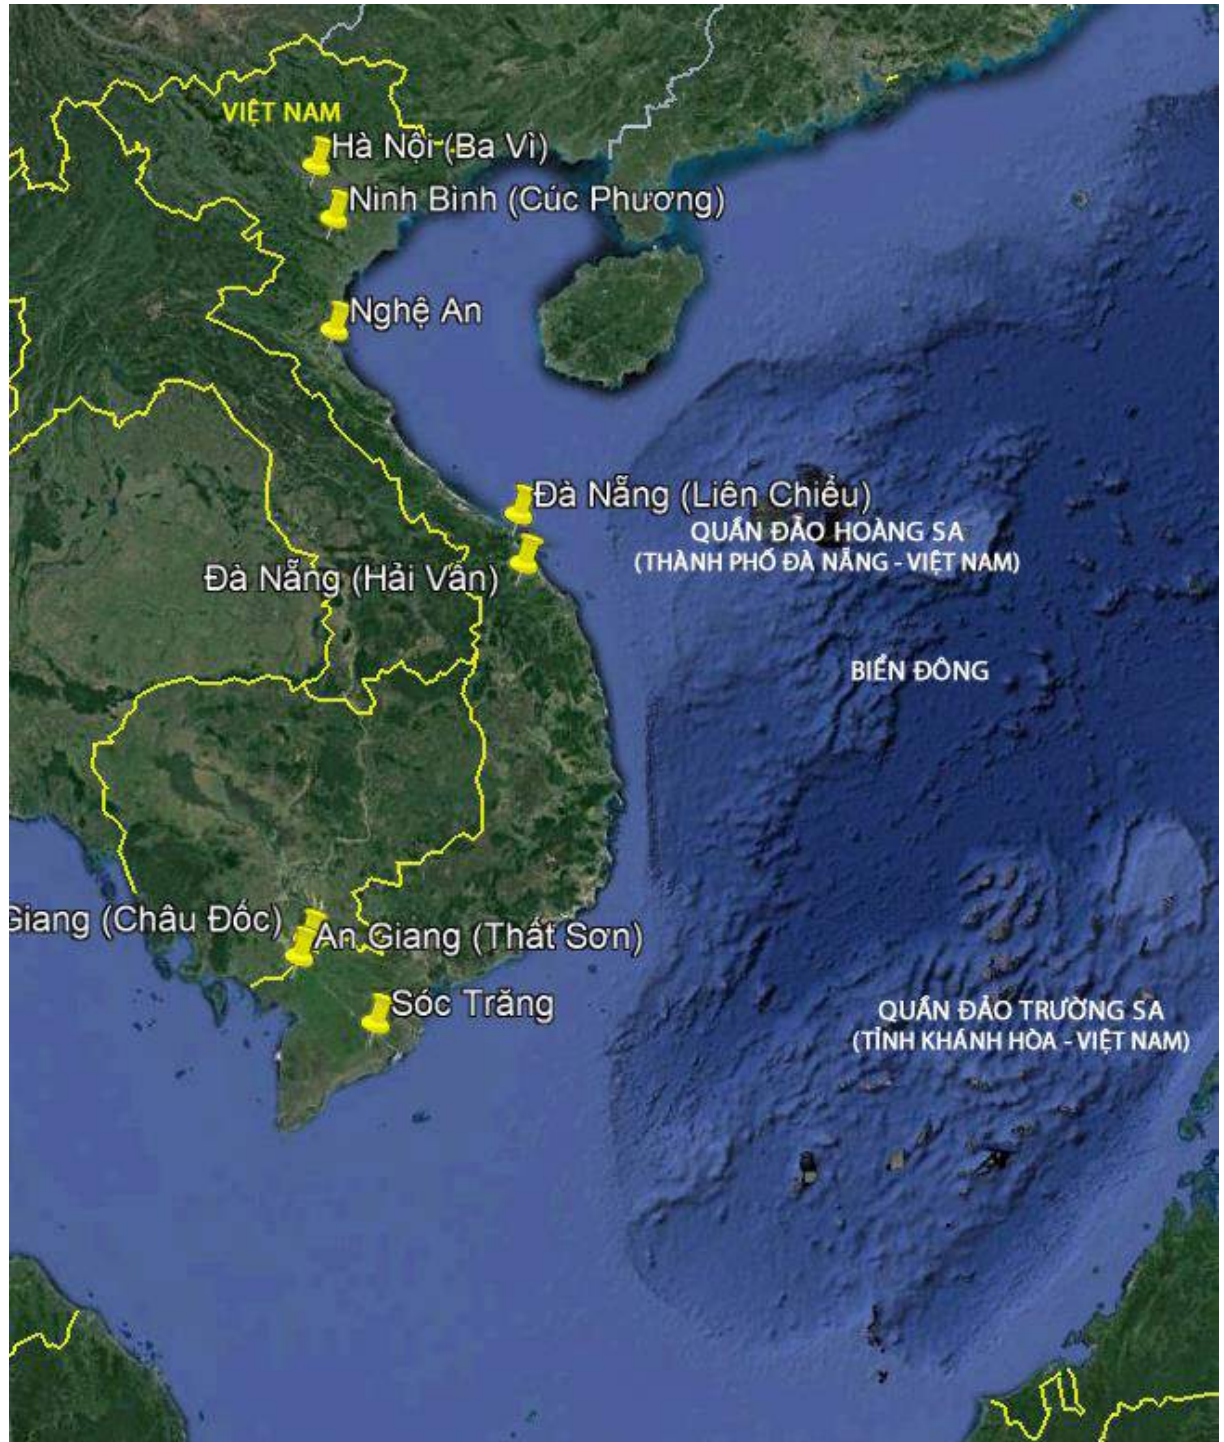 VIỆT NAM
Hà Nội (Ba Vì)
Ninh Bình (Cúc Phương)
Nghệ An
Đà Nẵng (Liên Chiểu)
QUẦN ĐẢO HOÀNG SA
(THÀNH PHỐ ĐÀ NẴNG - VIỆT NAM)
Đà Nẵng (Hải Vân)
BIỂN ĐÔNG
Giang (Châu Đốc)
An Giang (Thất Sơn)
Sóc Trăng
QUẦN ĐẢO TRƯỜNG SA
(TỈNH KHÁNH HÒA - VIỆT NAM)